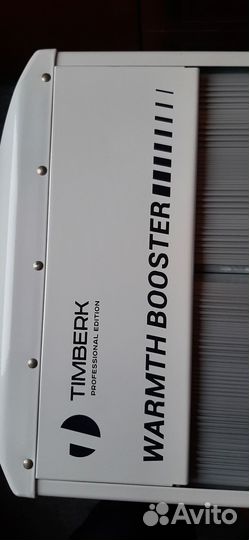 TIMBERK
PROFESSIONAL EDITION
WARMTH BOOSTER
Avito